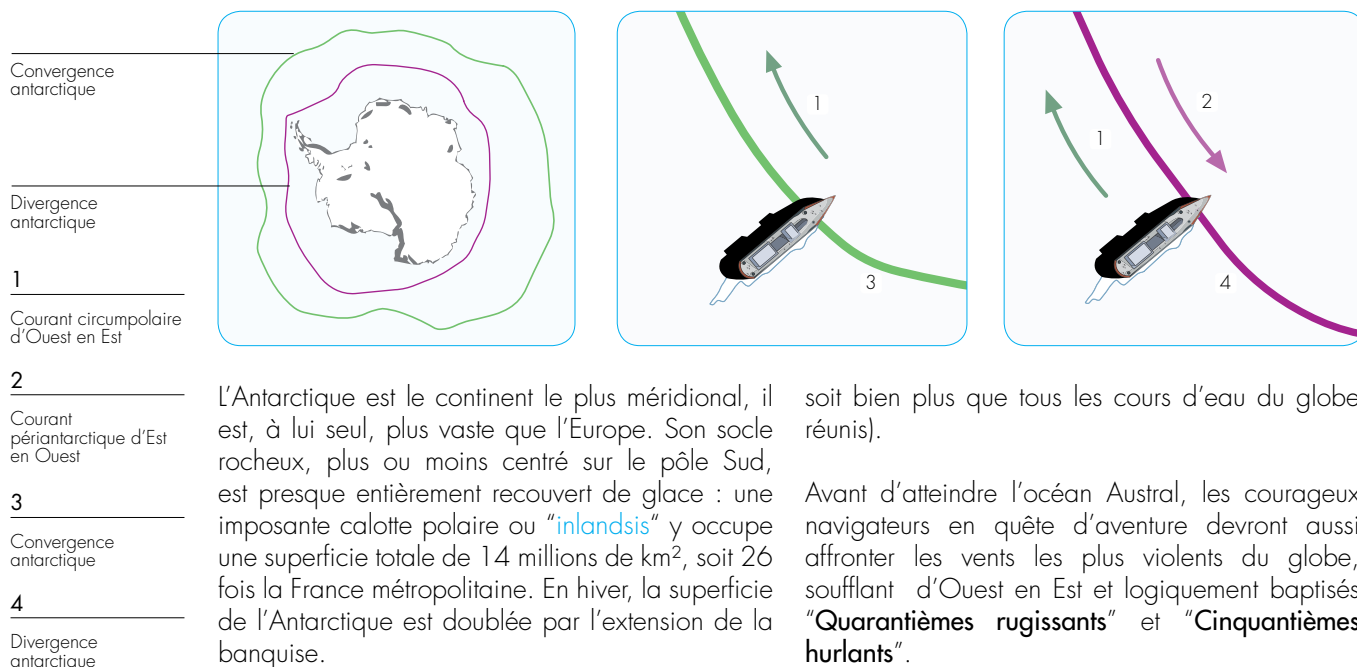 Convergence
antarctique
Divergence
antarctique
1
Courant circumpolaire
d’Ouest en Est
2
Courant
périantarctique d’Est
en Ouest
3
Convergence
antarctique
4
Divergence
antarctique
1
3
1
2
4
L’Antarctique est le continent le plus méridional, il
est, à lui seul, plus vaste que l’Europe. Son socle
rocheux, plus ou moins centré sur le pôle Sud,
est presque entièrement recouvert de glace : une
imposante calotte polaire ou “inlandsis“ y occupe
une superficie totale de 14 millions de km², soit 26
fois la France métropolitaine. En hiver, la superficie
de l’Antarctique est doublée par l’extension de la
banquise.
soit bien plus que tous les cours d’eau du globe
réunis).
Avant d’atteindre l’océan Austral, les courageux
navigateurs en quête d’aventure devront aussi
affronter les vents les plus violents du globe,
soufflant d’Ouest en Est et logiquement baptisés
“Quarantièmes rugissants” et “Cinquantièmes
hurlants”.